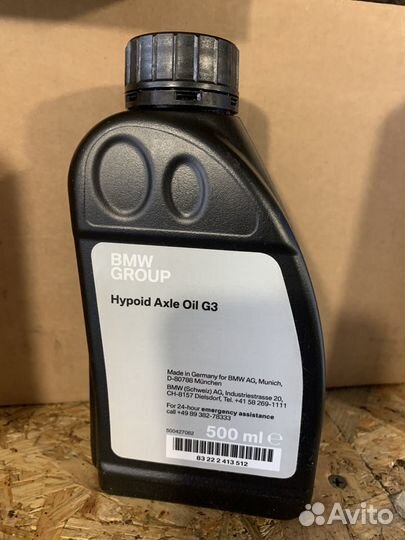 BMW
GROUP
Hypoid Axle Oil G3
Made in Germany for BMW AG, Munich,
D-80788 München
BMW (Schweiz) AG, Industriestrasse 20,
CH-8157 Dielsdorf, Tel. +41 58 269-1111
For 24-hour emergency assistance
call +49 89 382-78333
500427082
500 ml ℮
83 22 2 413 512
Avito